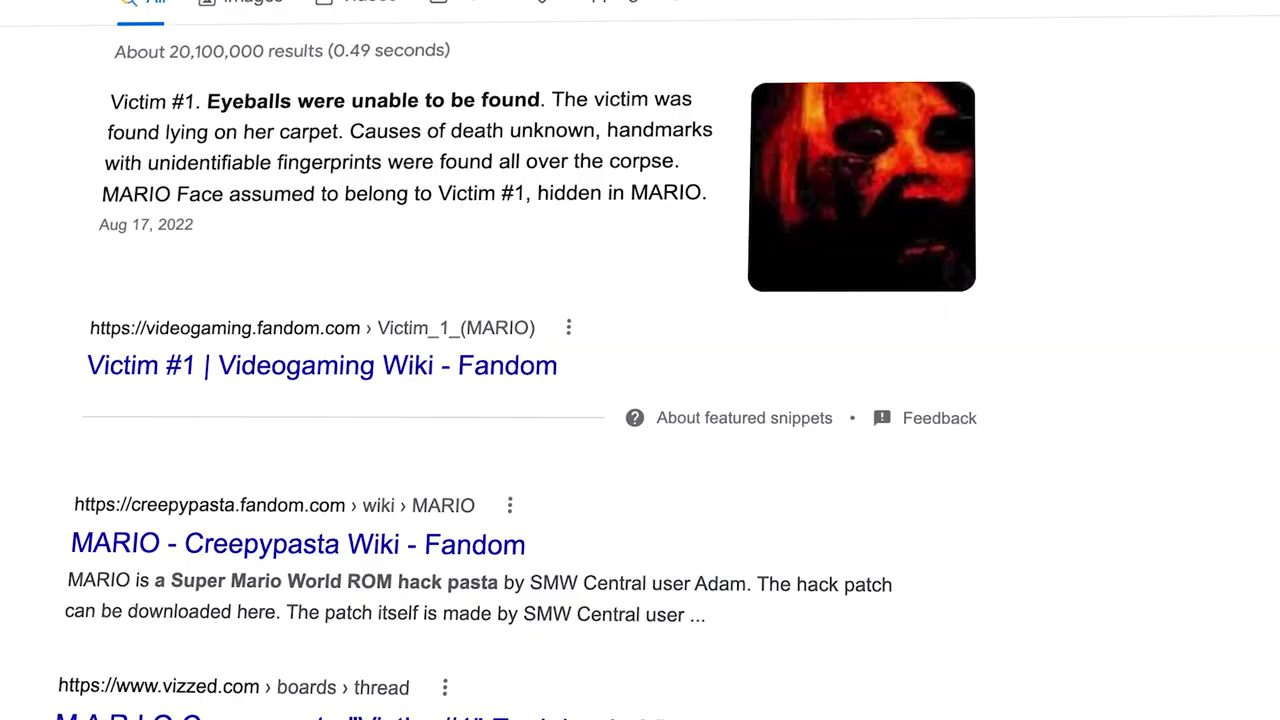 About 20,100,000 results (0.49 seconds)
Victim #1. Eyeballs were unable to be found. The victim was
found lying on her carpet. Causes of death unknown, handmarks
with unidentifiable fingerprints were found all over the corpse.
MARIO Face assumed to belong to Victim #1, hidden in MARIO.
Aug 17, 2022
https://videogaming.fandom.com › Victim_1_(MARIO)
Victim #1 | Videogaming Wiki - Fandom
About featured snippets • Feedback
https://creepypasta.fandom.com › wiki › MARIO
MARIO - Creepypasta Wiki - Fandom
MARIO is a Super Mario World ROM hack pasta by SMW Central user Adam. The hack patch
can be downloaded here. The patch itself is made by SMW Central user ...
https://www.vizzed.com › boards › thread